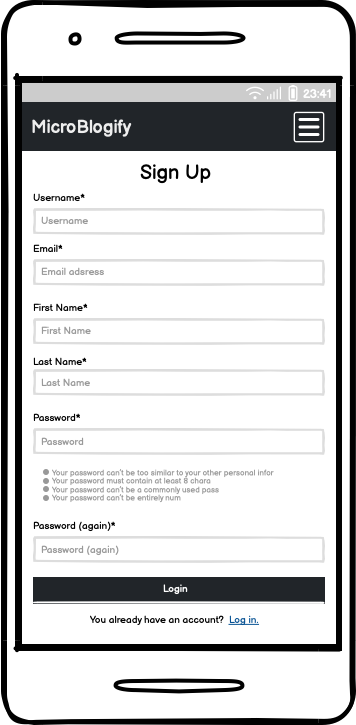 23:41
MicroBlogify
Sign Up
Username*
Username
Email*
Email adsress
First Name*
First Name
Last Name*
Last Name
Password*
Password
Your password can't be too similar to your other personal infor
Your password must contain at least 8 chara
Your password can't be a commonly used pass
Your password can't be entirely num
Password (again)*
Password (again)
Login
You already have an account? Log in.